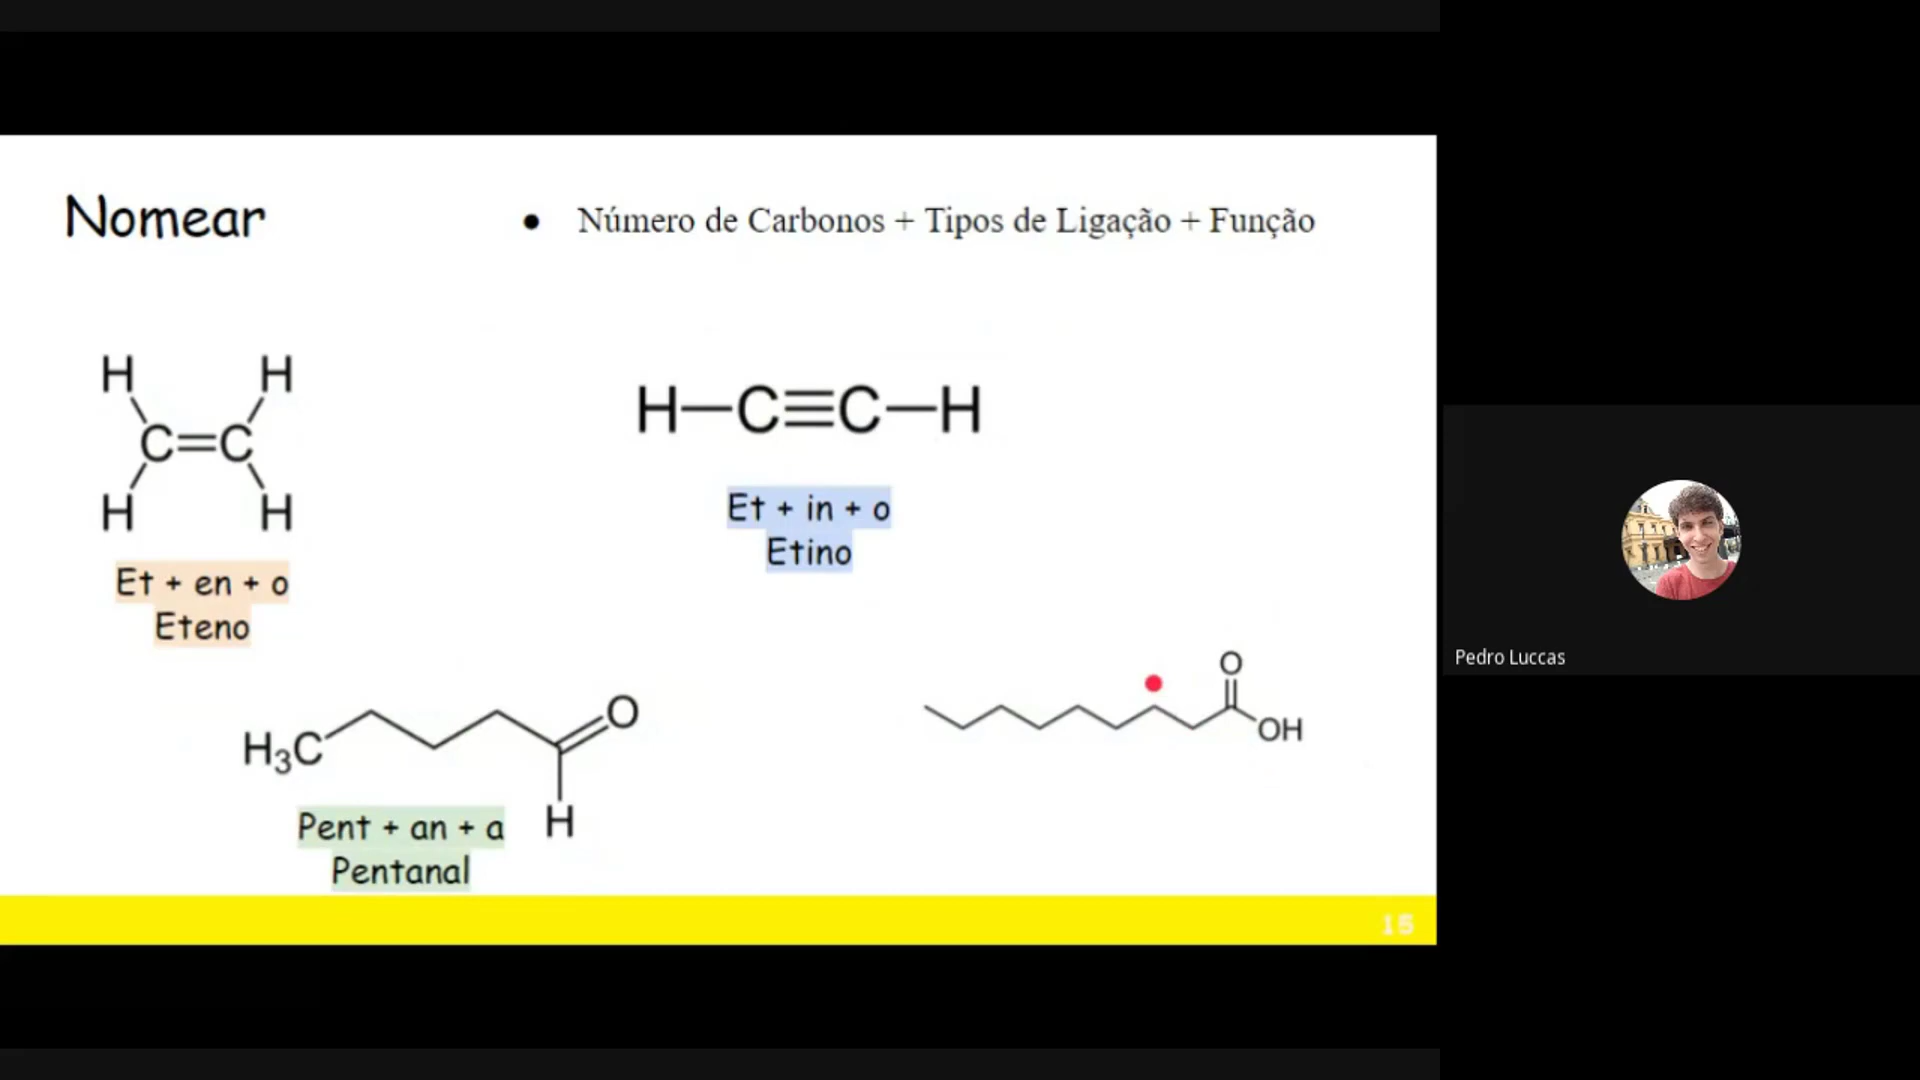 Nomear
● Número de Carbonos + Tipos de Ligação + Função
H H
C=C
H H
Et + en + o
Eteno
H—C≡C—H
Et + in + o
Etino
H₃C O
H
Pent + an + a
Pentanal
O
OH
15
Pedro Luccas